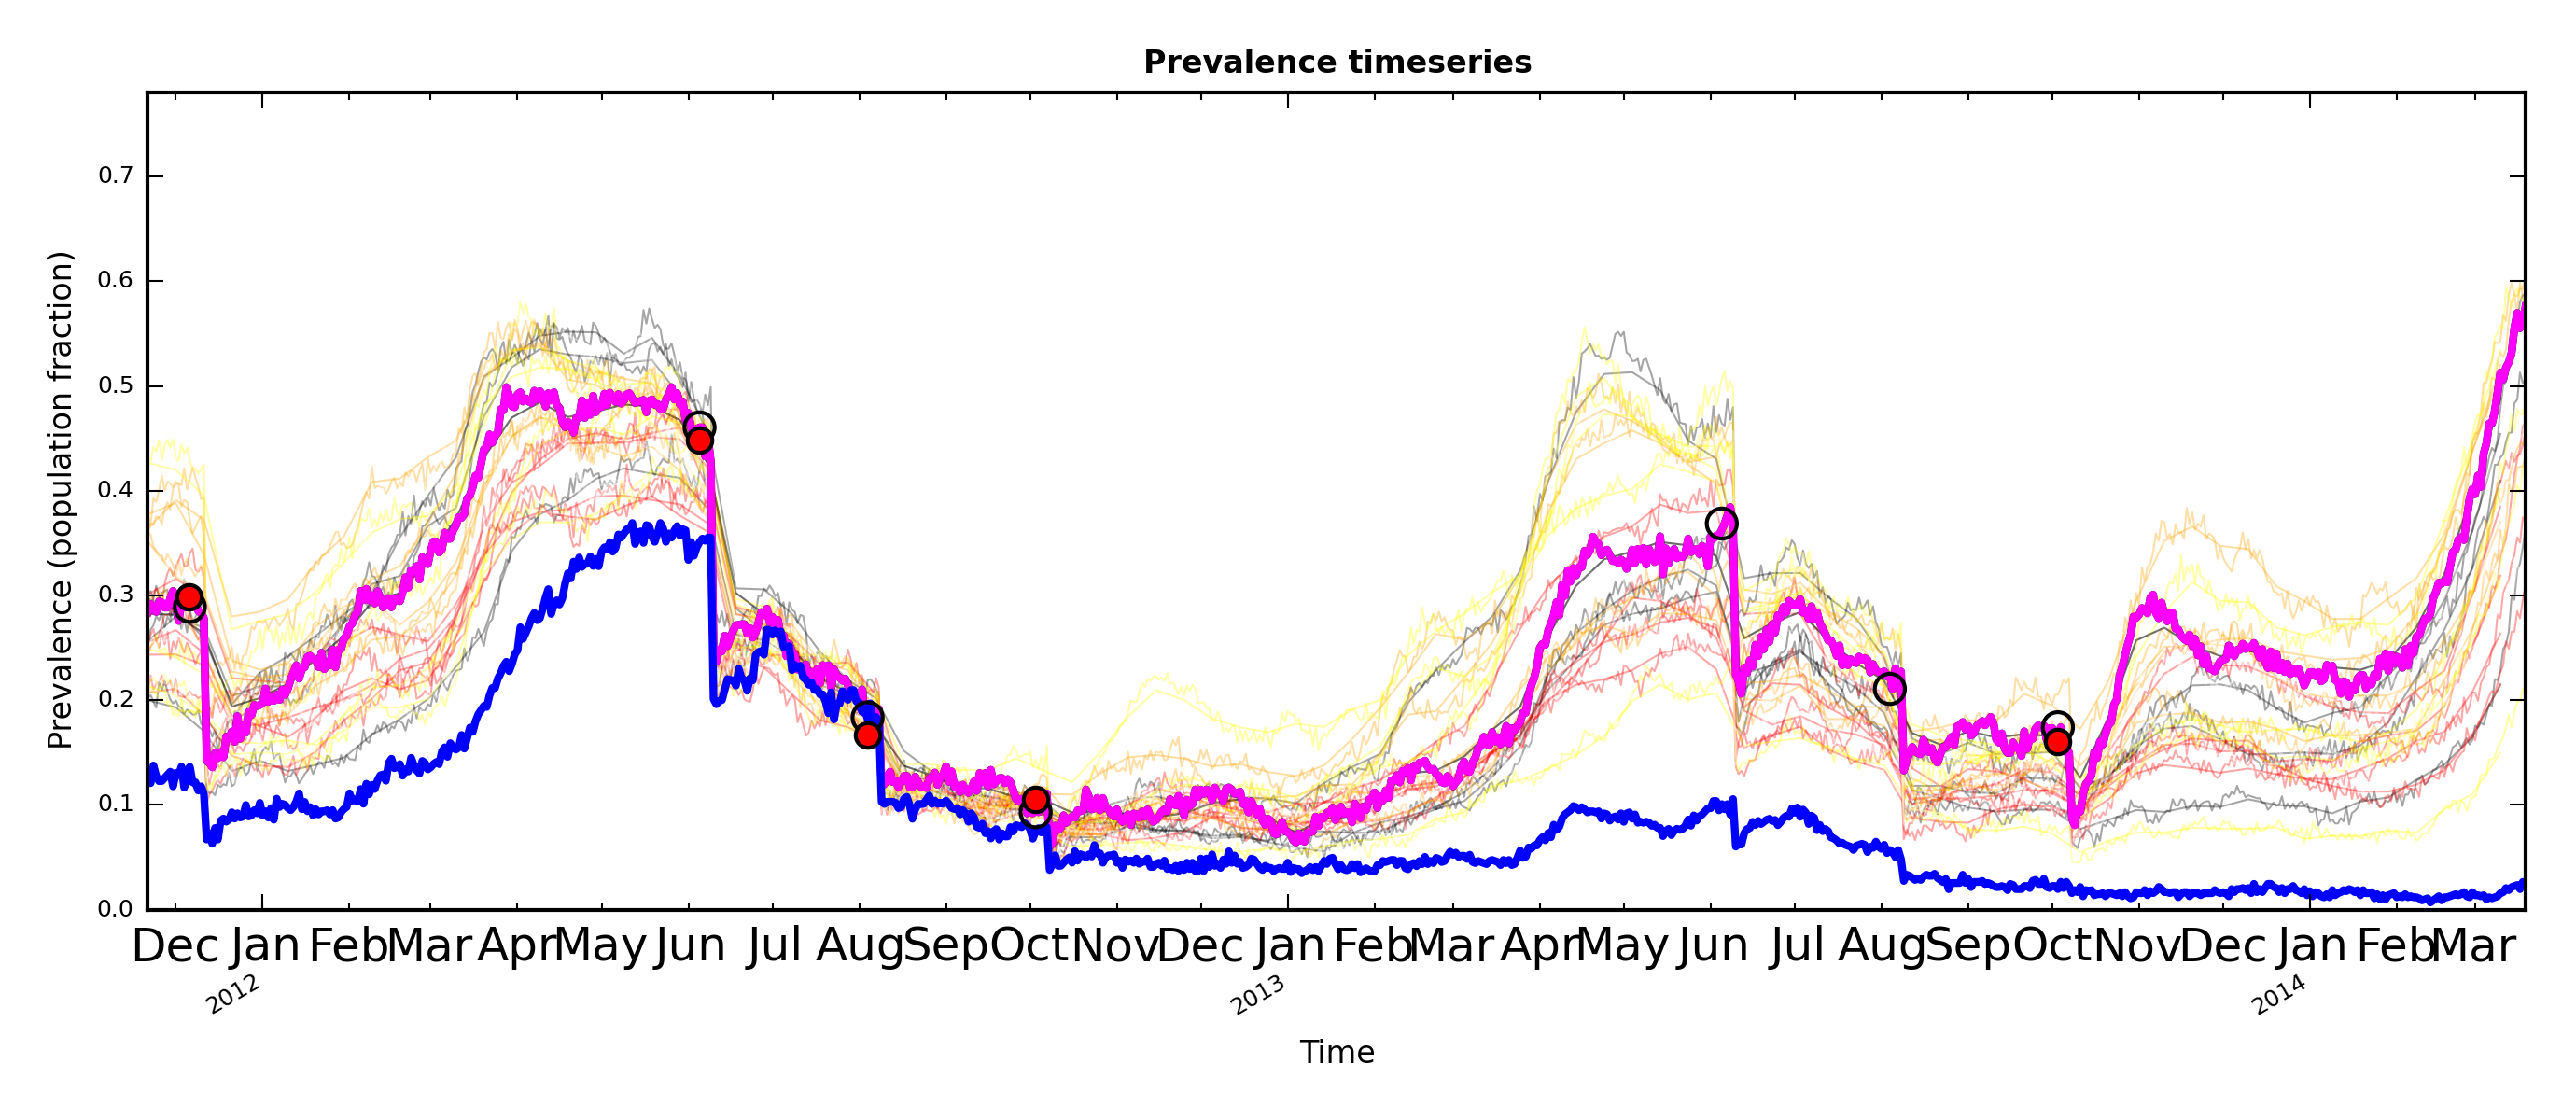 Prevalence timeseries
Prevalence (population fraction)
0.7
0.6
0.5
0.4
0.3
0.2
0.1
0.0
Dec Jan Feb Mar Apr May Jun Jul Aug Sep Oct Nov Dec Jan Feb Mar Apr May Jun Jul Aug Sep Oct Nov Dec Jan Feb Mar
2012 2013 2014
Time